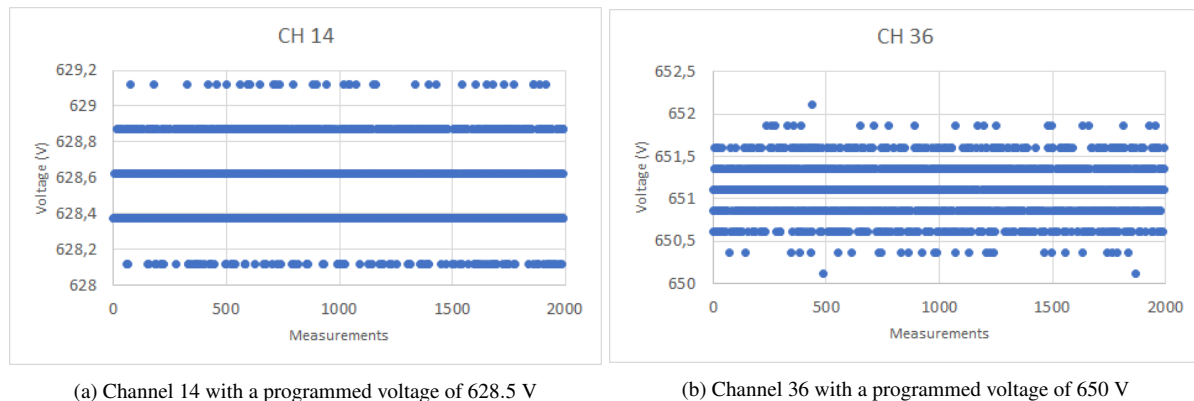 CH 14
629,2
629
628,8
628,6
628,4
628,2
628
Voltage (V)
0 500 1000 1500 2000
Measurements
(a) Channel 14 with a programmed voltage of 628.5 V
CH 36
652,5
652
651,5
651
650,5
650
Voltage (V)
0 500 1000 1500 2000
Measurements
(b) Channel 36 with a programmed voltage of 650 V